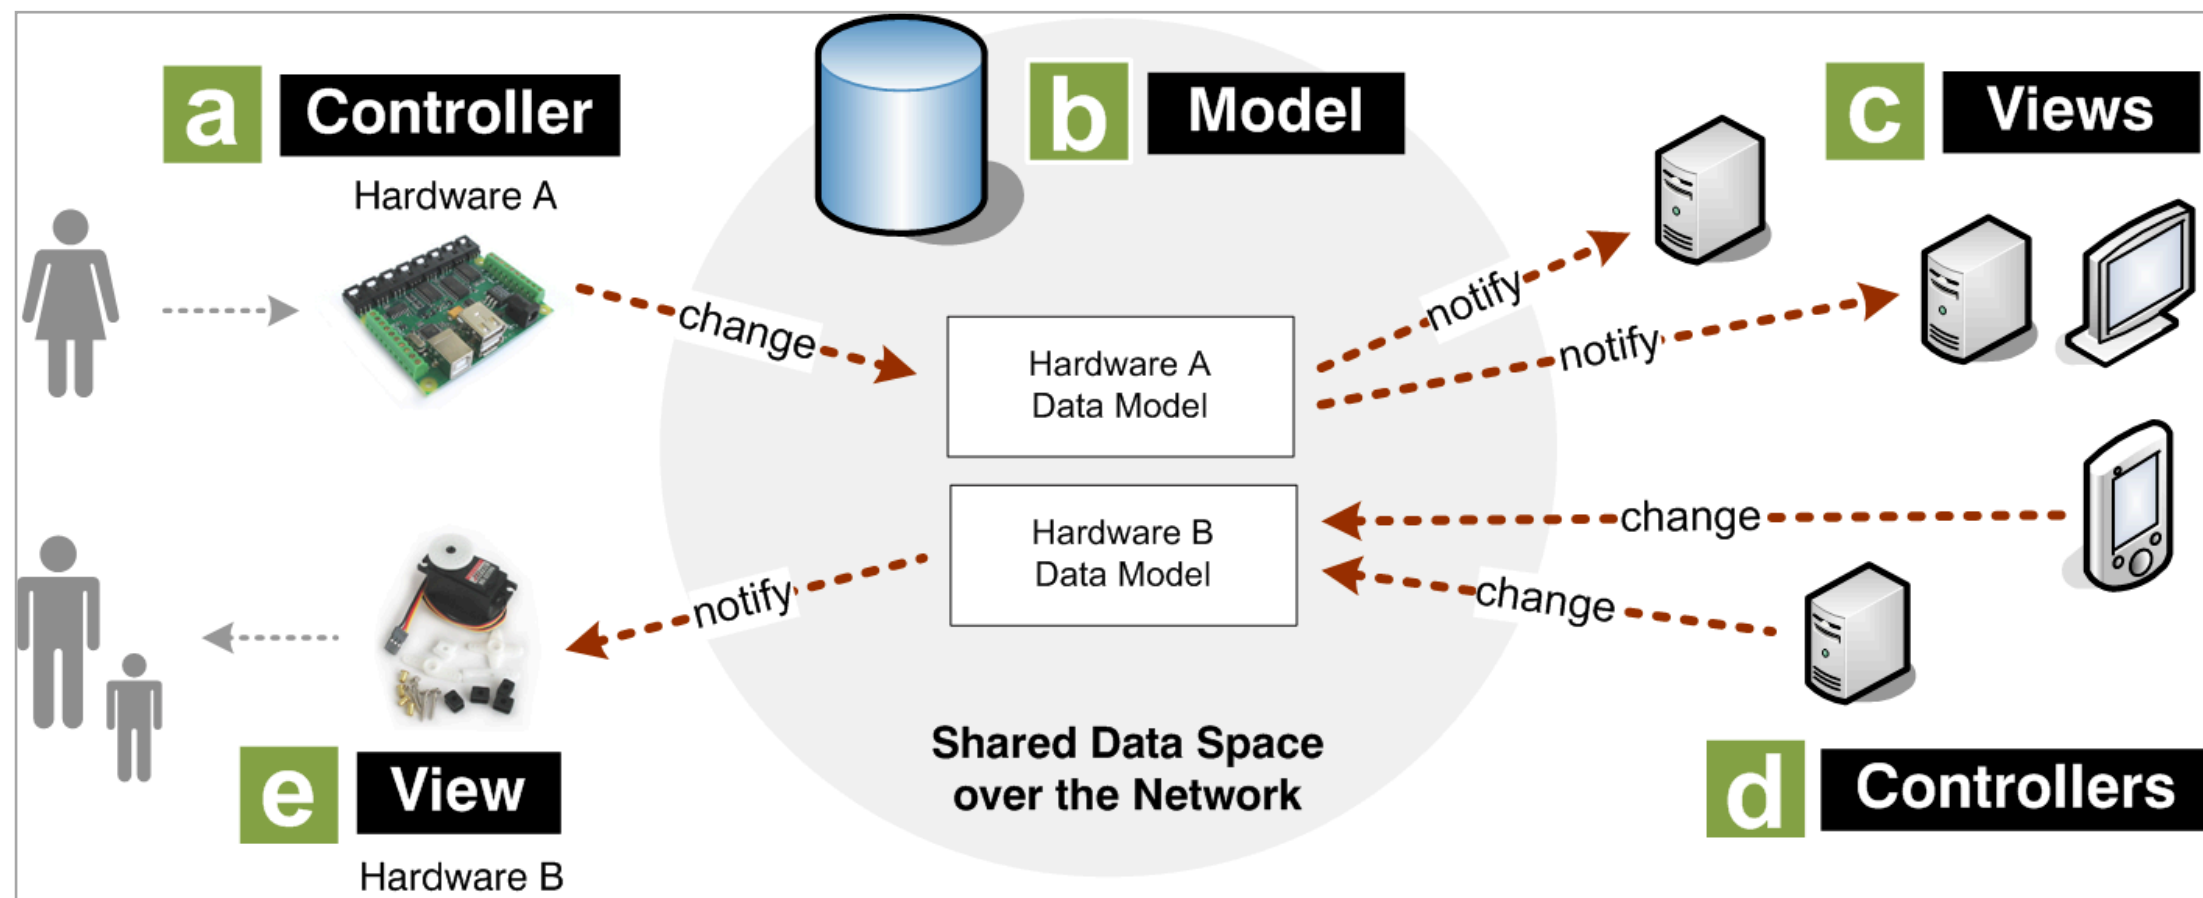 a Controller
Hardware A
b Model
c Views
change
notify
notify
Hardware A
Data Model
change
Hardware B
Data Model
change
notify
Shared Data Space
over the Network
d Controllers
e View
Hardware B